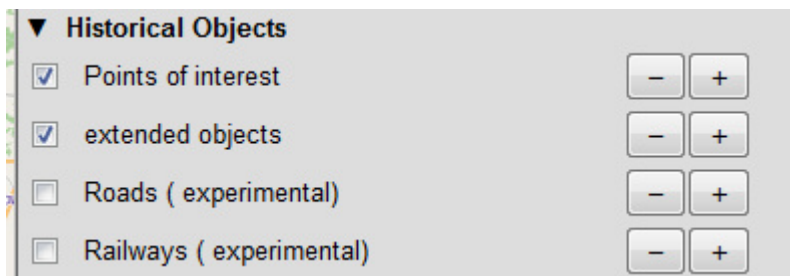 ▼ Historical Objects
Points of interest − +
extended objects − +
Roads ( experimental) − +
Railways ( experimental) − +